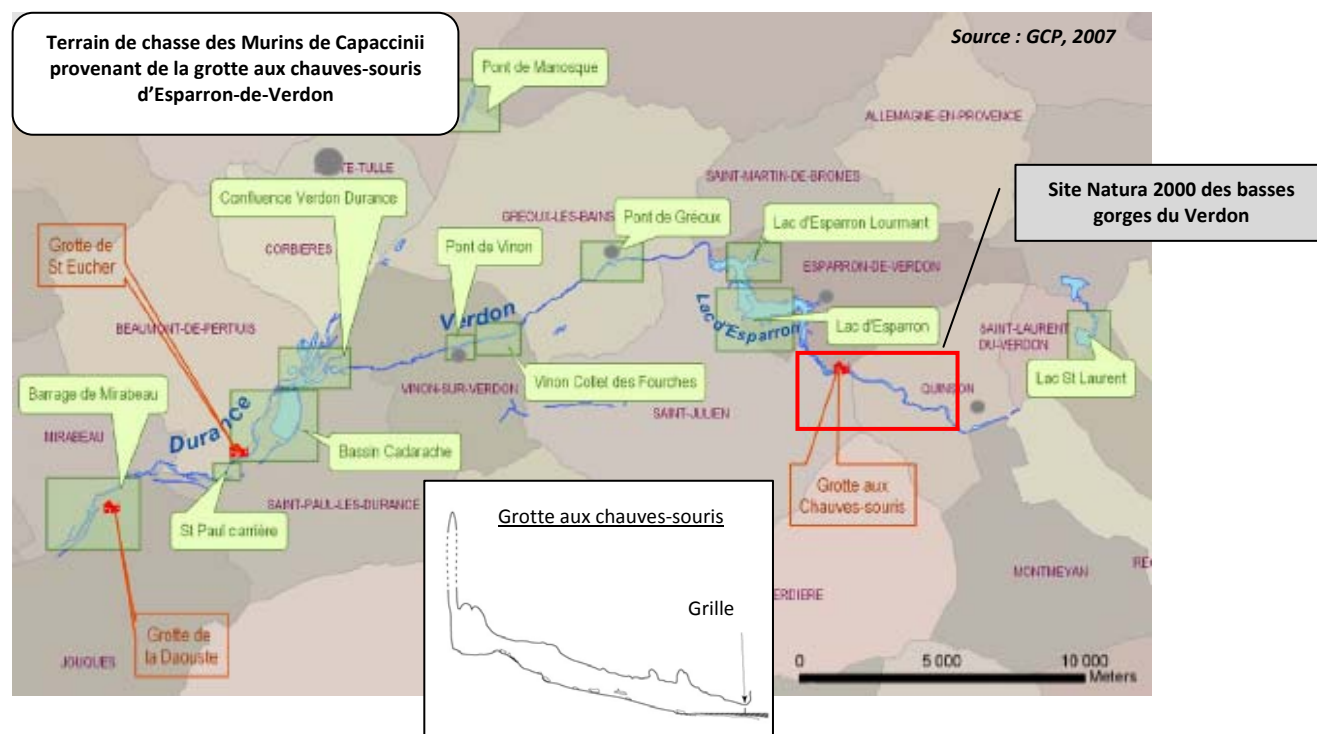 Terrain de chasse des Murins de Capaccinii
provenant de la grotte aux chauves-souris
d'Esparron-de-Verdon
Source : GCP, 2007
Pont de Manosque
ALLEMAGNE-EN-PROVENCE
TE-TULLE
SAINT-MARTIN-DE-BROMES
Site Natura 2000 des basses
gorges du Verdon
Confluence Verdon Durance
GREOUX-LES-BAINS
Pont de Gréoux
Lac d'Esparron Lourmant
Grotte de
St Eucher
CORBIERES
Pont de Vinon
ESPARRON-DE-VERDON
BEAUMONT-DE-PERTUIS
Verdon
Lac d'Esparron
Lac d'Esparron
SAINT-LAURENT
DU-VERDON
Barrage de Mirabeau
VINON-SUR-VERDON
Vinon Collet des Fourches
QUINSON
Lac St Laurent
MIRABEAU
Durance
SAINT-JULIEN
Bassin Cadarache
Grotte aux
Chauves-souris
SAINT-PAUL-LES-DURANCE
St Paul carrière
Grotte aux chauves-souris
MONTMEYAN
RE
ERDIERE
Grille
Grotte de
la Daouste
JOUQUES
0
5 000
10 000
Meters